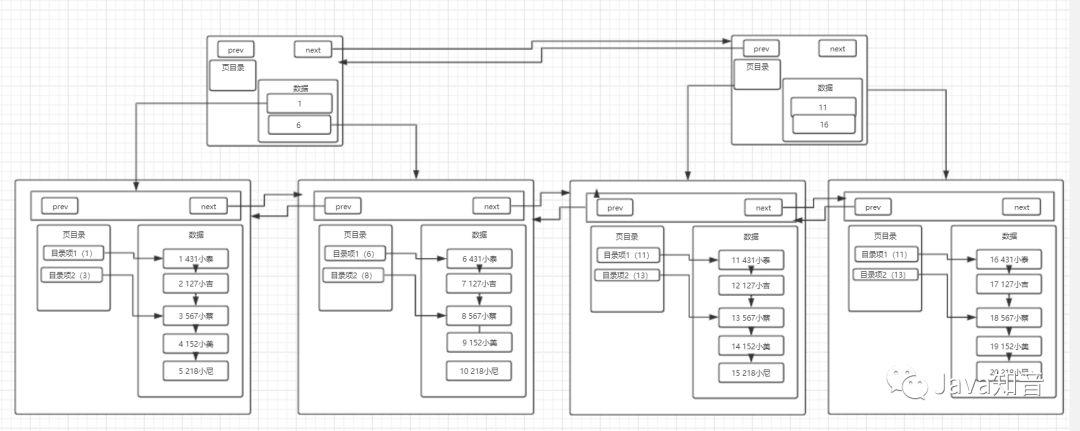 prev next
页目录
数据
1
6
prev next
页目录
数据
11
16
prev next
页目录
目录项1（1）
目录项2（3）
数据
1 431小泰
2 127小吉
3 567小蔡
4 152小美
5 218小尼
prev next
页目录
目录项1（6）
目录项2（8）
数据
6 431小泰
7 127小吉
8 567小蔡
9 152小美
10 218小尼
prev next
页目录
目录项1（11）
目录项2（13）
数据
11 431小泰
12 127小吉
13 567小蔡
14 152小美
15 218小尼
prev next
页目录
目录项1（11）
目录项2（13）
数据
16 431小泰
17 127小吉
18 567小蔡
19 152小美
20 218小尼
Java知音